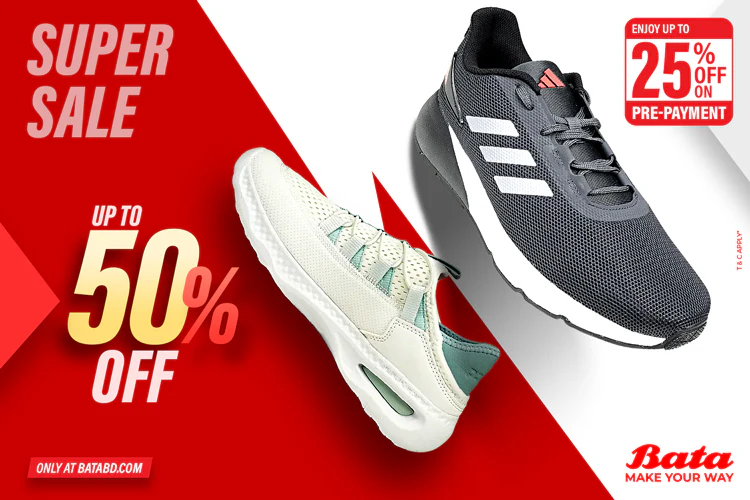 SUPER
SALE
UP TO
50%
OFF
ONLY AT BATABD.COM
ENJOY UP TO
25%
OFF
ON
PRE-PAYMENT
T & C APPLY*
Bata
MAKE YOUR WAY